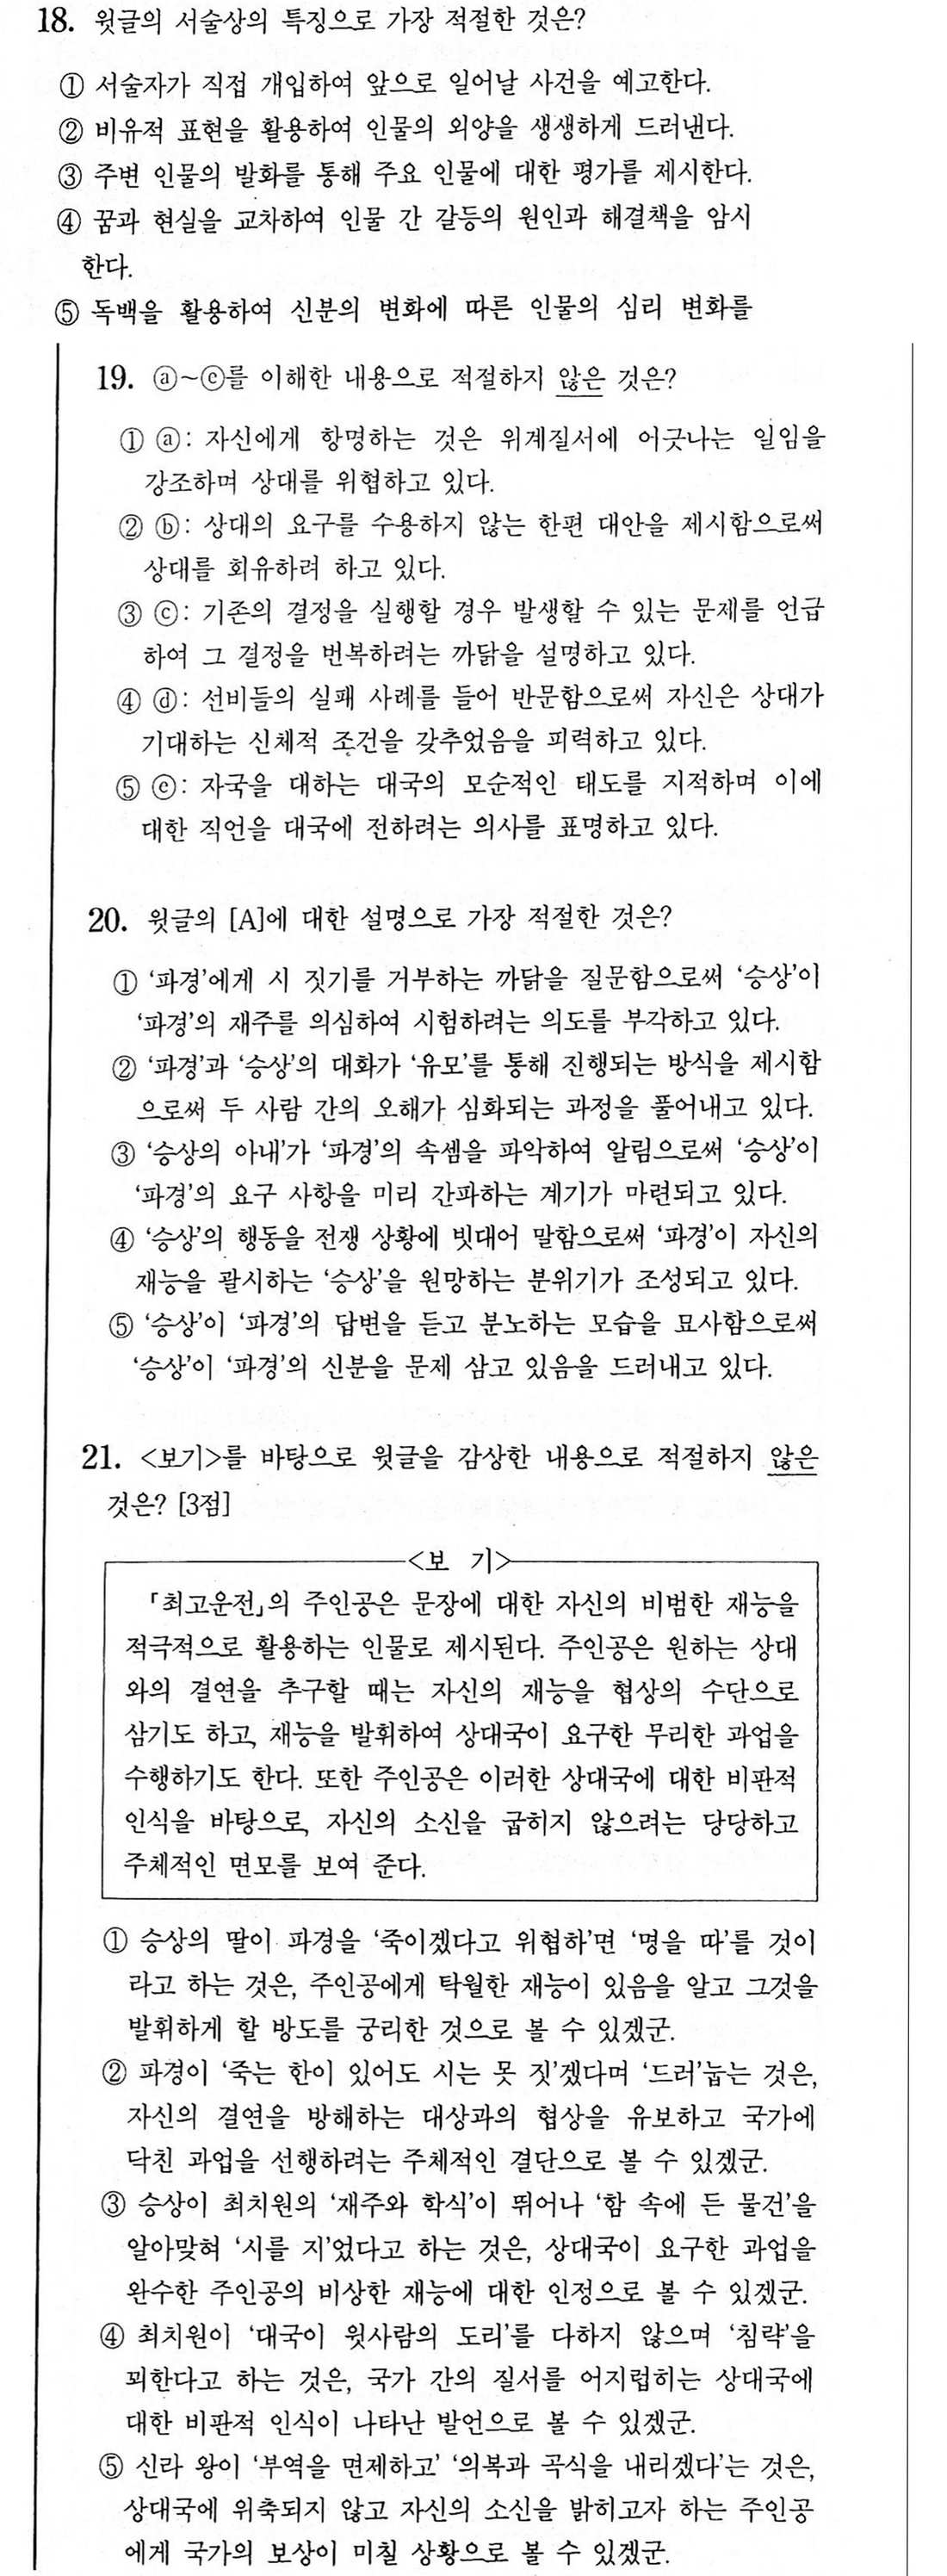 18. 윗글의 서술상의 특징으로 가장 적절한 것은?
① 서술자가 직접 개입하여 앞으로 일어날 사건을 예고한다.
② 비유적 표현을 활용하여 인물의 외양을 생생하게 드러낸다.
③ 주변 인물의 발화를 통해 주요 인물에 대한 평가를 제시한다.
④ 꿈과 현실을 교차하여 인물 간 갈등의 원인과 해결책을 암시
한다.
⑤ 독백을 활용하여 신분의 변화에 따른 인물의 심리 변화를
19. ⓐ~ⓔ를 이해한 내용으로 적절하지 않은 것은?
① ⓐ: 자신에게 항명하는 것은 위계질서에 어긋나는 일임을
강조하며 상대를 위협하고 있다.
② ⓑ: 상대의 요구를 수용하지 않는 한편 대안을 제시함으로써
상대를 회유하려 하고 있다.
③ ⓒ: 기존의 결정을 실행할 경우 발생할 수 있는 문제를 언급
하여 그 결정을 번복하려는 까닭을 설명하고 있다.
④ ⓓ: 선비들의 실패 사례를 들어 반문함으로써 자신은 상대가
기대하는 신체적 조건을 갖추었음을 피력하고 있다.
⑤ ⓔ: 자국을 대하는 대국의 모순적인 태도를 지적하며 이에
대한 직언을 대국에 전하려는 의사를 표명하고 있다.
20. 윗글의 [A]에 대한 설명으로 가장 적절한 것은?
① ‘파경’에게 시 짓기를 거부하는 까닭을 질문함으로써 ‘승상’이
‘파경’의 재주를 의심하여 시험하려는 의도를 부각하고 있다.
② ‘파경’과 ‘승상’의 대화가 ‘유모’를 통해 진행되는 방식을 제시함
으로써 두 사람 간의 오해가 심화되는 과정을 풀어내고 있다.
③ ‘승상의 아내’가 ‘파경’의 속셈을 파악하여 알림으로써 ‘승상’이
‘파경’의 요구 사항을 미리 간파하는 계기가 마련되고 있다.
④ ‘승상’의 행동을 전쟁 상황에 빗대어 말함으로써 ‘파경’이 자신의
재능을 괄시하는 ‘승상’을 원망하는 분위기가 조성되고 있다.
⑤ ‘승상’이 ‘파경’의 답변을 듣고 분노하는 모습을 묘사함으로써
‘승상’이 ‘파경’의 신분을 문제 삼고 있음을 드러내고 있다.
21. <보기>를 바탕으로 윗글을 감상한 내용으로 적절하지 않은
것은? [3점]
<보 기>
「최고운전」의 주인공은 문장에 대한 자신의 비범한 재능을
적극적으로 활용하는 인물로 제시된다. 주인공은 원하는 상대
와의 결연을 추구할 때는 자신의 재능을 협상의 수단으로
삼기도 하고, 재능을 발휘하여 상대국이 요구한 무리한 과업을
수행하기도 한다. 또한 주인공은 이러한 상대국에 대한 비판적
인식을 바탕으로, 자신의 소신을 굽히지 않으려는 당당하고
주체적인 면모를 보여 준다.
① 승상의 딸이 파경을 ‘죽이겠다고 위협하’면 ‘명을 따’를 것이
라고 하는 것은, 주인공에게 탁월한 재능이 있음을 알고 그것을
발휘하게 할 방도를 궁리한 것으로 볼 수 있겠군.
② 파경이 ‘죽는 한이 있어도 시는 못 짓’겠다며 ‘드러’눕는 것은,
자신의 결연을 방해하는 대상과의 협상을 유보하고 국가에
닥친 과업을 선행하려는 주체적인 결단으로 볼 수 있겠군.
③ 승상이 최치원의 ‘재주와 학식’이 뛰어나 ‘함 속에 든 물건’을
알아맞혀 ‘시를 지’었다고 하는 것은, 상대국이 요구한 과업을
완수한 주인공의 비상한 재능에 대한 인정으로 볼 수 있겠군.
④ 최치원이 ‘대국이 윗사람의 도리’를 다하지 않으며 ‘침략’을
꾀한다고 하는 것은, 국가 간의 질서를 어지럽히는 상대국에
대한 비판적 인식이 나타난 발언으로 볼 수 있겠군.
⑤ 신라 왕이 ‘부역을 면제하고’ ‘의복과 곡식을 내리겠다’는 것은,
상대국에 위축되지 않고 자신의 소신을 밝히고자 하는 주인공
에게 국가의 보상이 미칠 상황으로 볼 수 있겠군.